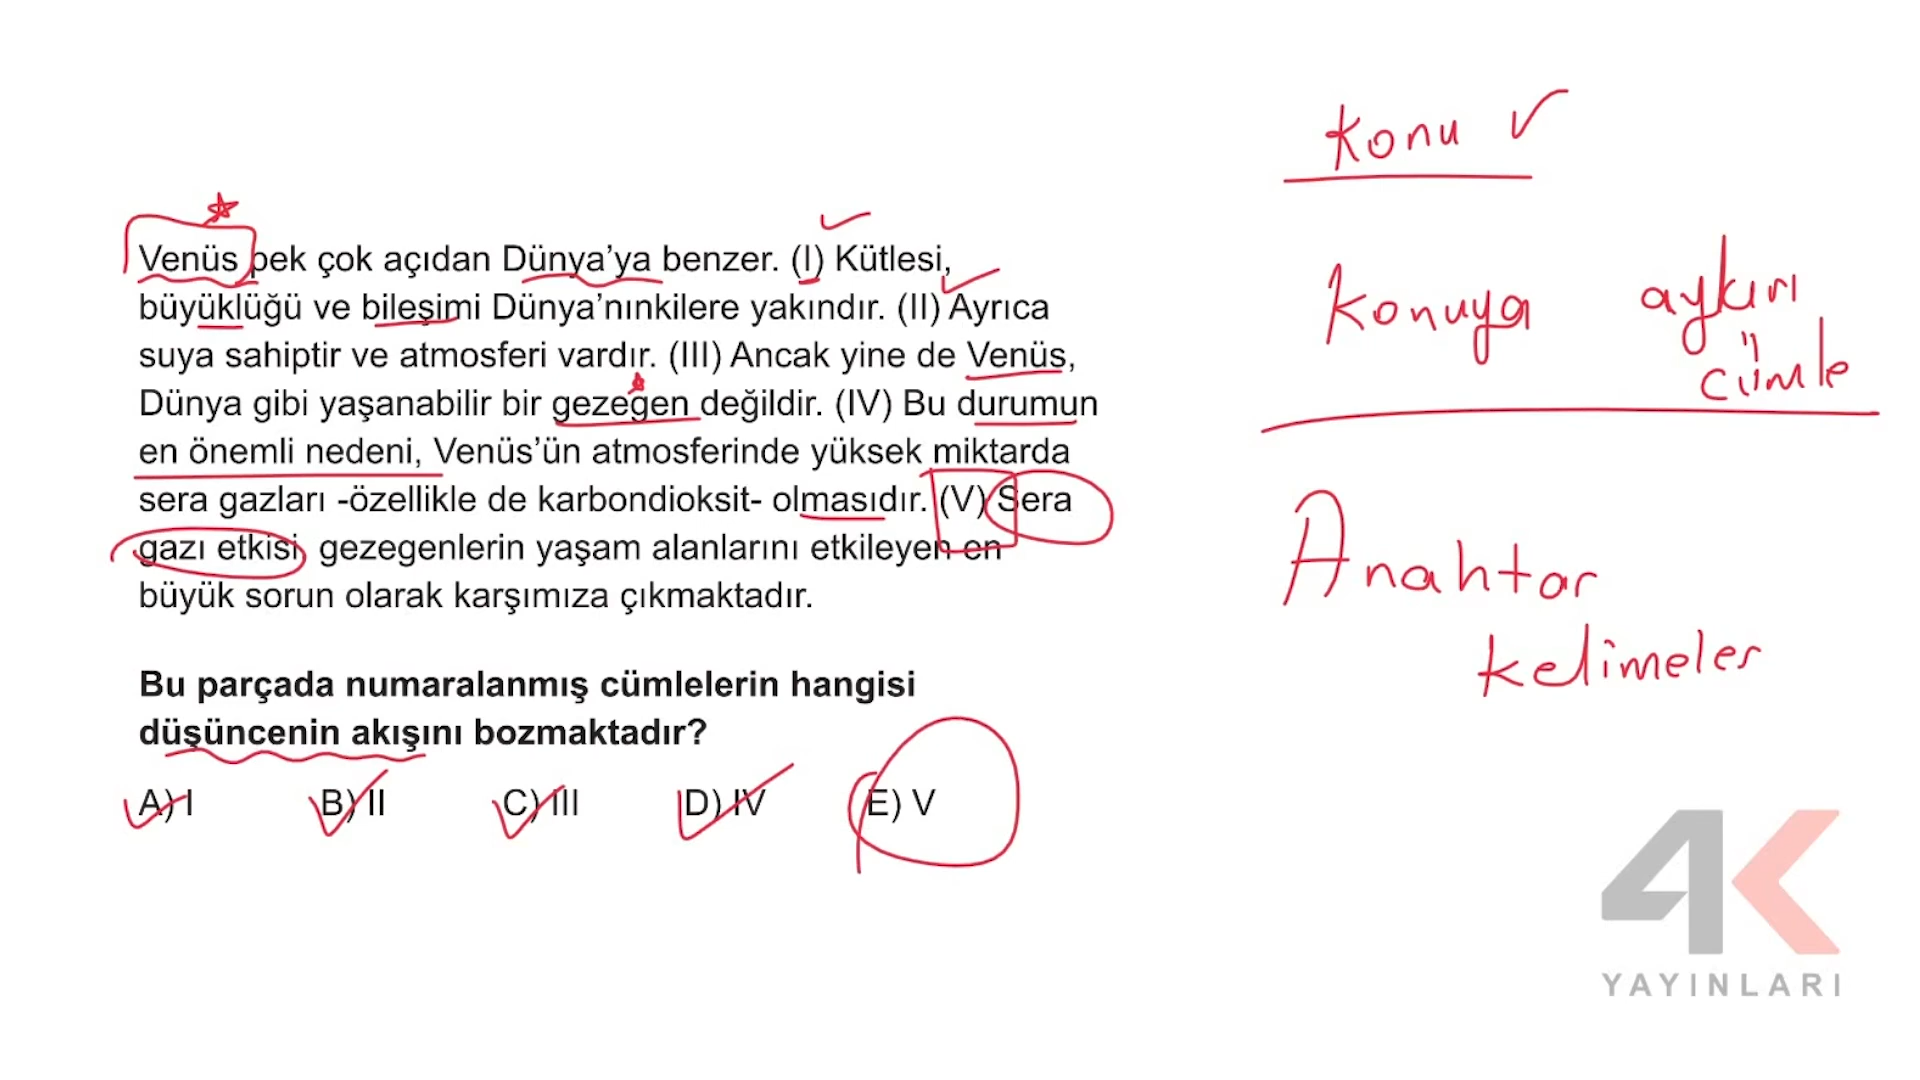 Venüs pek çok açıdan Dünya’ya benzer. (I) Kütlesi,
büyüklüğü ve bileşimi Dünya’nınkilere yakındır. (II) Ayrıca
suya sahiptir ve atmosferi vardır. (III) Ancak yine de Venüs,
Dünya gibi yaşanabilir bir gezegen değildir. (IV) Bu durumun
en önemli nedeni, Venüs’ün atmosferinde yüksek miktarda
sera gazları -özellikle de karbondioksit- olmasıdır. (V) Sera
gazı etkisi gezegenlerin yaşam alanlarını etkileyen en
büyük sorun olarak karşımıza çıkmaktadır.
Bu parçada numaralanmış cümlelerin hangisi
düşüncenin akışını bozmaktadır?
A) I B) II C) III D) IV E) V
Konu
Konuya aykırı
cümle
Anahtar
kelimeler
4K
YAYINLARI